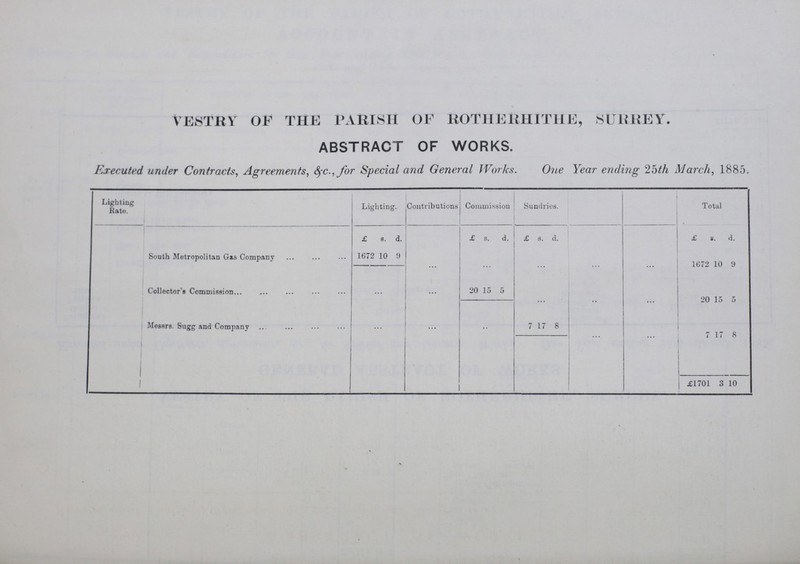 VESTRY OF THE PARISH OF ROTHERHITHE, SURREY.
ABSTRACT OF WORKS.
Executed under Contracts, Agreements, &c., for Special and General Works. One Year ending 25th March, 1885.
Lighting Rate. Lighting. Contributions Commission Sundries. Total
£ s. d. £ s. d. £ s. d. £ s. d.
South Metropolitan Gas Company ... ... ... 1672 10 9 ... ... ... ... ... 1672 10 9
Collector's Commission... ... ... ... ... ... ... 20 15 5 ... .. ... 20 15 5
Messrs. Sugg and Company .. ... ... ... ... ... .. 7 17 8 ... ... 7 17 8
£1701 3 10